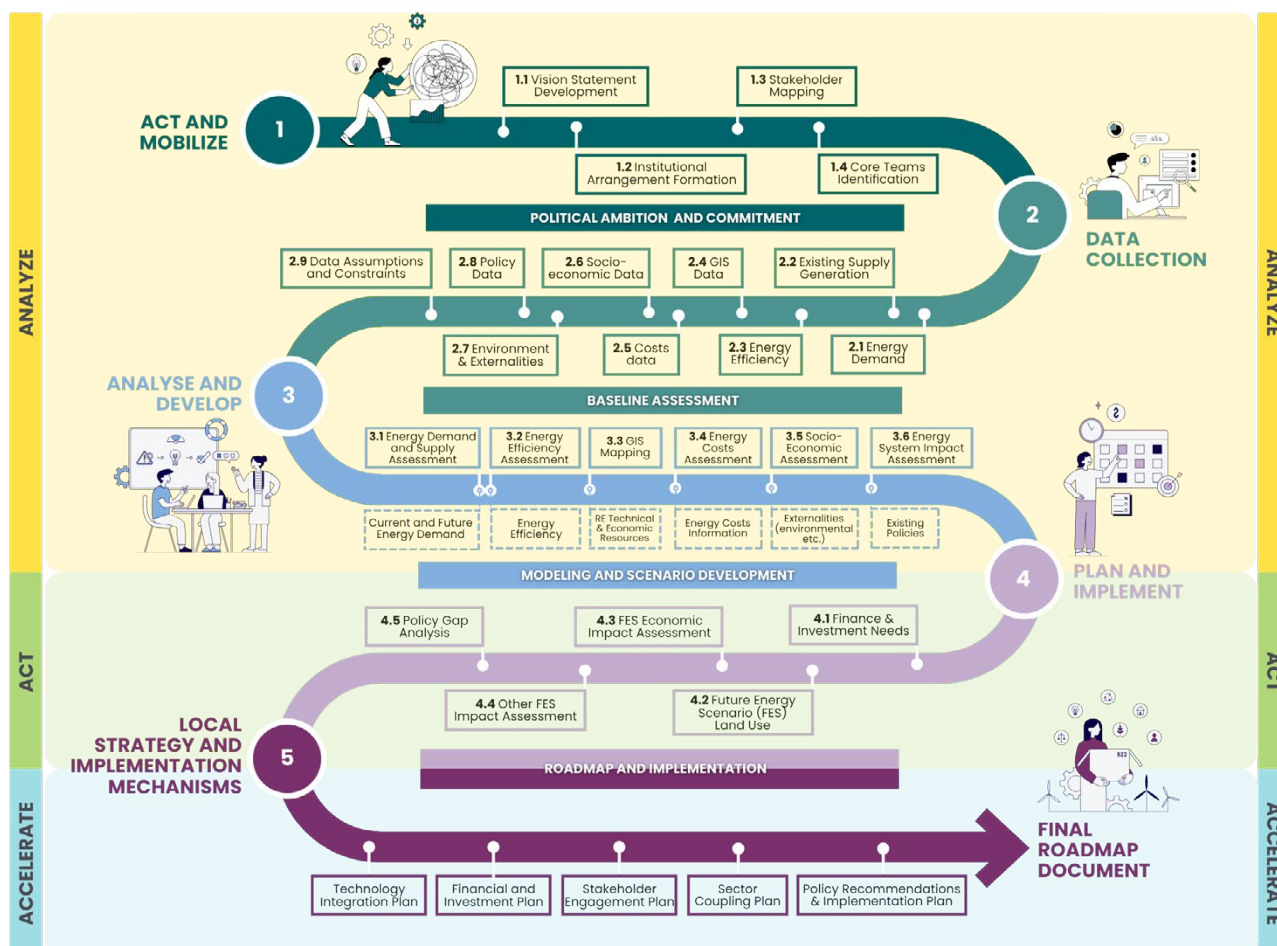 ANALYZE
ACT
ACCELERATE
1
ACT AND
MOBILIZE
1.1 Vision Statement
Development
1.3 Stakeholder
Mapping
1.2 Institutional
Arrangement Formation
1.4 Core Teams
Identification
POLITICAL AMBITION AND COMMITMENT
2
DATA
COLLECTION
2.9 Data Assumptions
and Constraints
2.8 Policy
Data
2.6 Socio-
economic Data
2.4 GIS
Data
2.2 Existing Supply
Generation
2.7 Environment
& Externalities
2.5 Costs
data
2.3 Energy
Efficiency
2.1 Energy
Demand
BASELINE ASSESSMENT
ANALYSE AND
DEVELOP
3
3.1 Energy Demand
and Supply
Assessment
3.2 Energy
Efficiency
Assessment
3.3 GIS
Mapping
3.4 Energy
Costs
Assessment
3.5 Socio-
Economic
Assessment
3.6 Energy
System Impact
Assessment
Current and Future
Energy Demand
Energy
Efficiency
RE Technical
& Economic
Resources
Energy Costs
Information
Externalities
(environmental
etc.)
Existing
Policies
MODELING AND SCENARIO DEVELOPMENT
4
PLAN AND
IMPLEMENT
4.5 Policy Gap
Analysis
4.3 FES Economic
Impact Assessment
4.1 Finance &
Investment Needs
4.4 Other FES
Impact Assessment
4.2 Future Energy
Scenario (FES)
Land Use
LOCAL
STRATEGY AND
IMPLEMENTATION
MECHANISMS
5
ROADMAP AND IMPLEMENTATION
FINAL
ROADMAP
DOCUMENT
Technology
Integration Plan
Financial and
Investment Plan
Stakeholder
Engagement Plan
Sector
Coupling Plan
Policy Recommendations
& Implementation Plan
ANALYZE
ACT
ACCELERATE